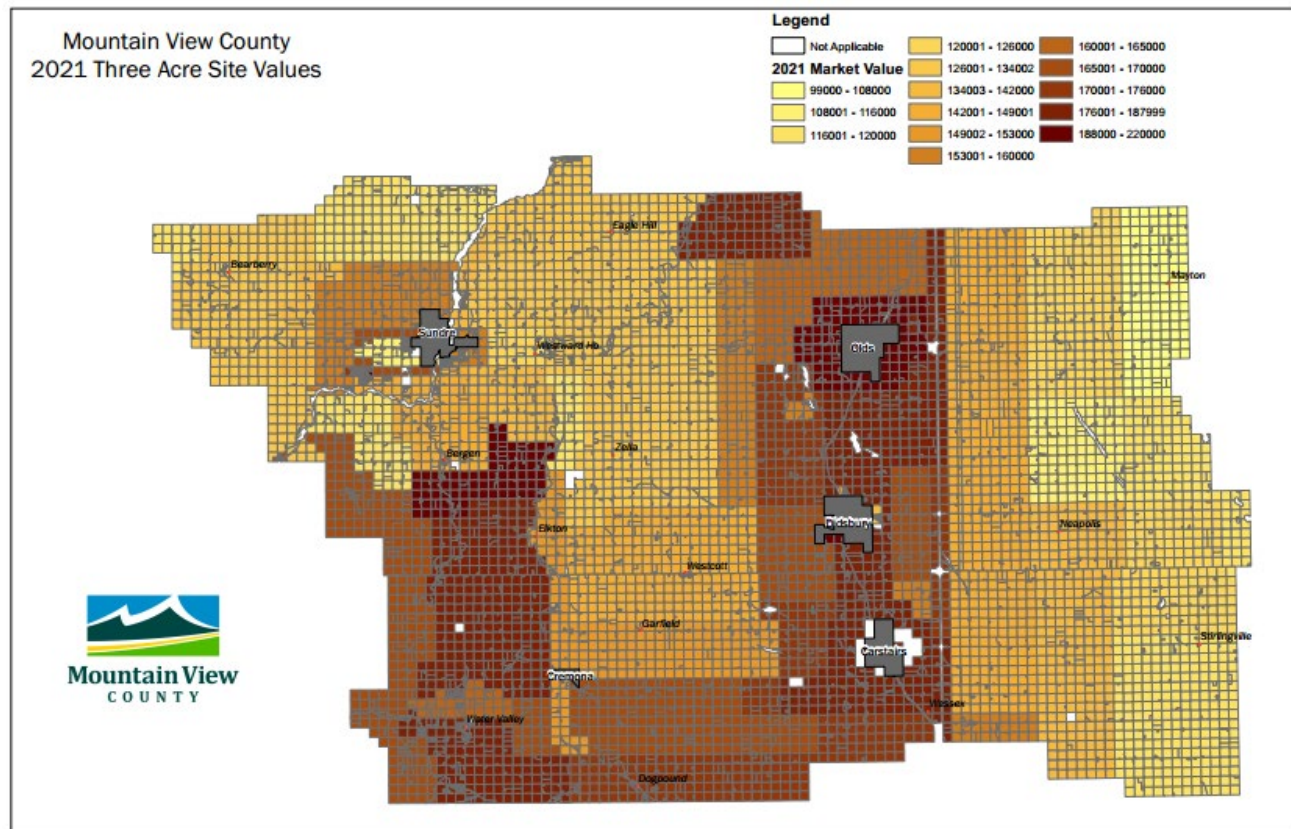 Mountain View County
2021 Three Acre Site Values
Legend
Not Applicable
2021 Market Value
99000 - 108000
108001 - 116000
116001 - 120000
120001 - 126000
126001 - 134002
134003 - 142000
142001 - 149001
149002 - 153000
153001 - 160000
160001 - 165000
165001 - 170000
170001 - 176000
176001 - 187999
188000 - 220000
Eagle Hill
Bearberry
Mayton
Sundre
Westward Ho
Olds
Bergen
Zella
Elkton
Didsbury
Neapolis
Westcott
Garfield
Stirlingville
Carstairs
Cremona
Wessex
Water Valley
Dogpound
Mountain View
COUNTY